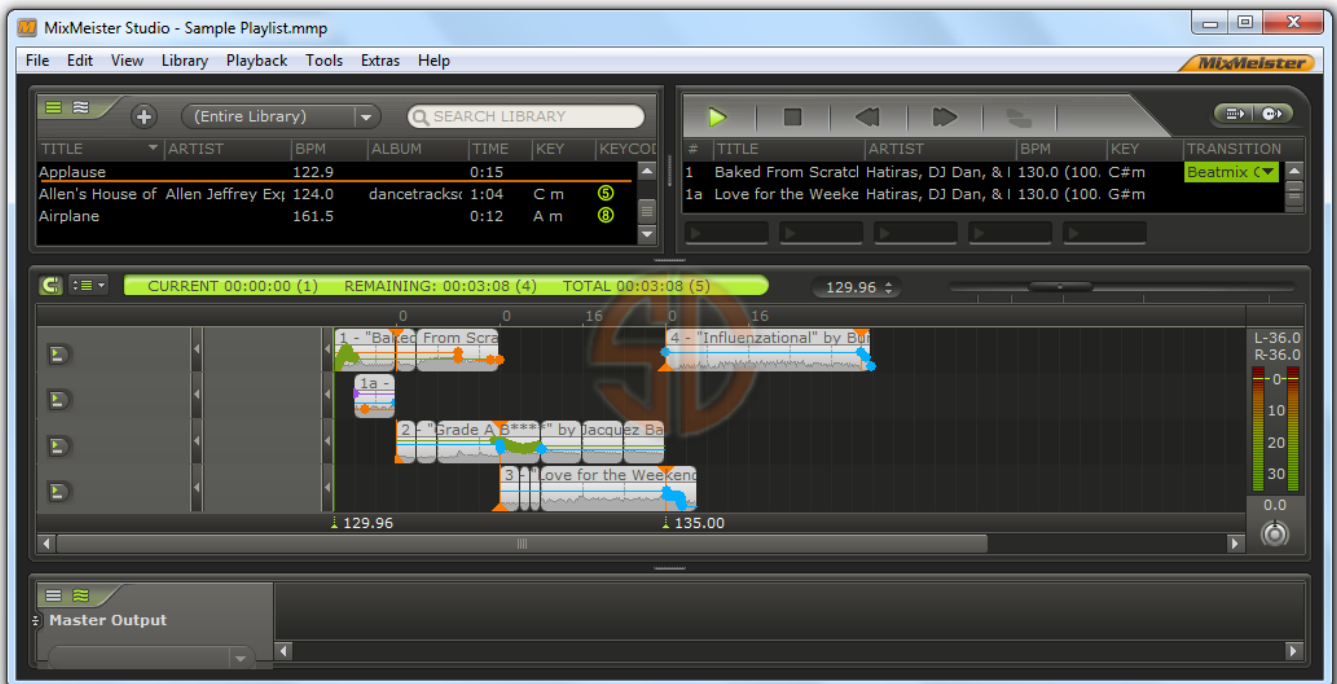 MixMeister Studio - Sample Playlist.mmp
File Edit View Library Playback Tools Extras Help
MixMeister
(Entire Library) SEARCH LIBRARY
TITLE ARTIST BPM ALBUM TIME KEY KEYCOD
Applause 122.9 0:15
Allen's House of Allen Jeffrey Exp 124.0 dancetracksc 1:04 C m 5
Airplane 161.5 0:12 A m 8
# TITLE ARTIST BPM KEY TRANSITION
1 Baked From Scratcl Hatiras, DJ Dan, & I 130.0 (100. C#m Beatmix C
1a Love for the Weeke Hatiras, DJ Dan, & I 130.0 (100. G#m
CURRENT 00:00:00 (1) REMAINING: 00:03:08 (4) TOTAL 00:03:08 (5) 129.96
0 0 16 0 16
1 - "Baked From Scra 4 - "Influenzational" by Buf
L-36.0
R-36.0
1a -
0
10
2 - "Grade A B****" by Jacquez Ba
20
3 - "Love for the Weekend
30
0.0
129.96 135.00
Master Output